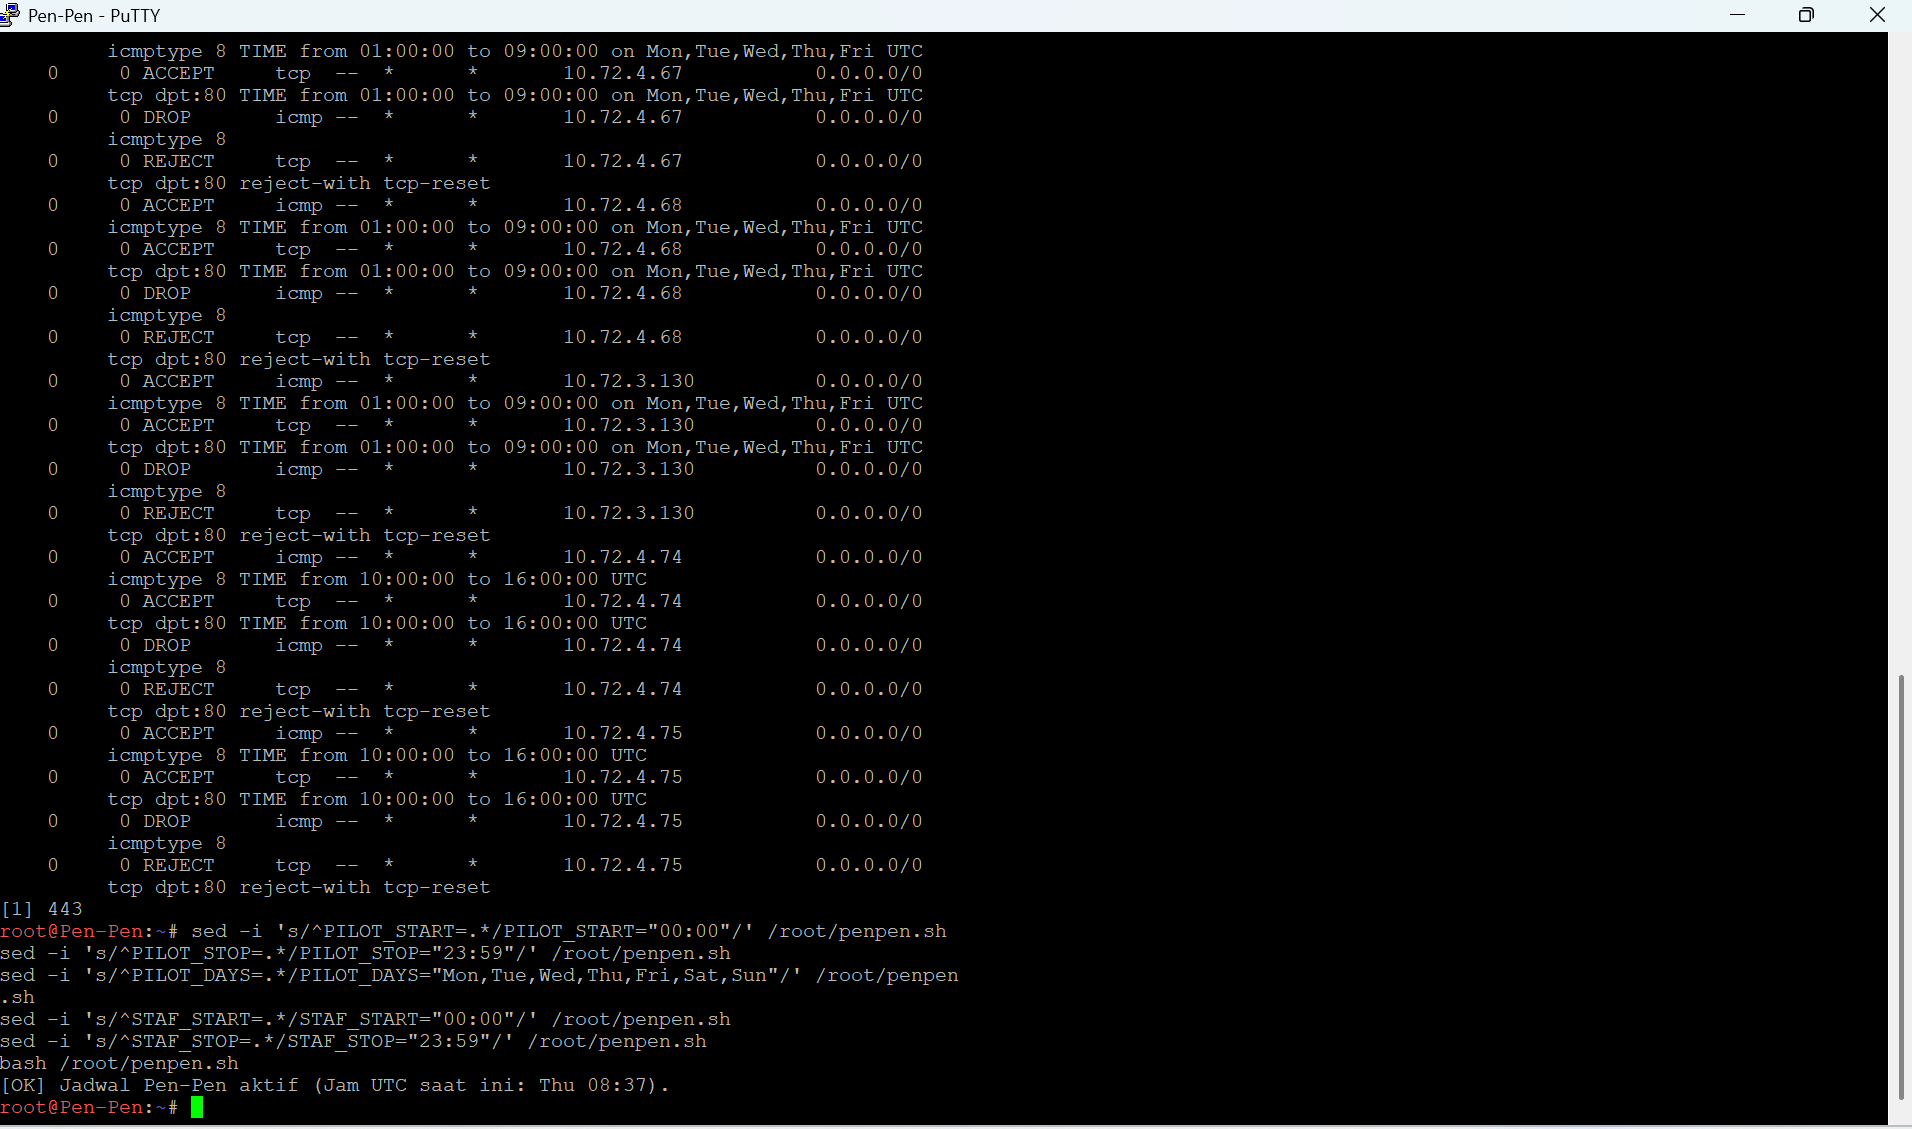 Pen-Pen - PuTTY
icmptype 8 TIME from 01:00:00 to 09:00:00 on Mon,Tue,Wed,Thu,Fri UTC
0 0 ACCEPT tcp -- * * 10.72.4.67 0.0.0.0/0
tcp dpt:80 TIME from 01:00:00 to 09:00:00 on Mon,Tue,Wed,Thu,Fri UTC
0 0 DROP icmp -- * * 10.72.4.67 0.0.0.0/0
icmptype 8
0 0 REJECT tcp -- * * 10.72.4.67 0.0.0.0/0
tcp dpt:80 reject-with tcp-reset
0 0 ACCEPT icmp -- * * 10.72.4.68 0.0.0.0/0
icmptype 8 TIME from 01:00:00 to 09:00:00 on Mon,Tue,Wed,Thu,Fri UTC
0 0 ACCEPT tcp -- * * 10.72.4.68 0.0.0.0/0
tcp dpt:80 TIME from 01:00:00 to 09:00:00 on Mon,Tue,Wed,Thu,Fri UTC
0 0 DROP icmp -- * * 10.72.4.68 0.0.0.0/0
icmptype 8
0 0 REJECT tcp -- * * 10.72.4.68 0.0.0.0/0
tcp dpt:80 reject-with tcp-reset
0 0 ACCEPT icmp -- * * 10.72.3.130 0.0.0.0/0
icmptype 8 TIME from 01:00:00 to 09:00:00 on Mon,Tue,Wed,Thu,Fri UTC
0 0 ACCEPT tcp -- * * 10.72.3.130 0.0.0.0/0
tcp dpt:80 TIME from 01:00:00 to 09:00:00 on Mon,Tue,Wed,Thu,Fri UTC
0 0 DROP icmp -- * * 10.72.3.130 0.0.0.0/0
icmptype 8
0 0 REJECT tcp -- * * 10.72.3.130 0.0.0.0/0
tcp dpt:80 reject-with tcp-reset
0 0 ACCEPT icmp -- * * 10.72.4.74 0.0.0.0/0
icmptype 8 TIME from 10:00:00 to 16:00:00 UTC
0 0 ACCEPT tcp -- * * 10.72.4.74 0.0.0.0/0
tcp dpt:80 TIME from 10:00:00 to 16:00:00 UTC
0 0 DROP icmp -- * * 10.72.4.74 0.0.0.0/0
icmptype 8
0 0 REJECT tcp -- * * 10.72.4.74 0.0.0.0/0
tcp dpt:80 reject-with tcp-reset
0 0 ACCEPT icmp -- * * 10.72.4.75 0.0.0.0/0
icmptype 8 TIME from 10:00:00 to 16:00:00 UTC
0 0 ACCEPT tcp -- * * 10.72.4.75 0.0.0.0/0
tcp dpt:80 TIME from 10:00:00 to 16:00:00 UTC
0 0 DROP icmp -- * * 10.72.4.75 0.0.0.0/0
icmptype 8
0 0 REJECT tcp -- * * 10.72.4.75 0.0.0.0/0
tcp dpt:80 reject-with tcp-reset
[1] 443
root@Pen-Pen:~# sed -i 's/^PILOT_START=.*/PILOT_START="00:00"/' /root/penpen.sh
sed -i 's/^PILOT_STOP=.*/PILOT_STOP="23:59"/' /root/penpen.sh
sed -i 's/^PILOT_DAYS=.*/PILOT_DAYS="Mon,Tue,Wed,Thu,Fri,Sat,Sun"/' /root/penpen
.sh
sed -i 's/^STAF_START=.*/STAF_START="00:00"/' /root/penpen.sh
sed -i 's/^STAF_STOP=.*/STAF_STOP="23:59"/' /root/penpen.sh
bash /root/penpen.sh
[OK] Jadwal Pen-Pen aktif (Jam UTC saat ini: Thu 08:37).
root@Pen-Pen:~#